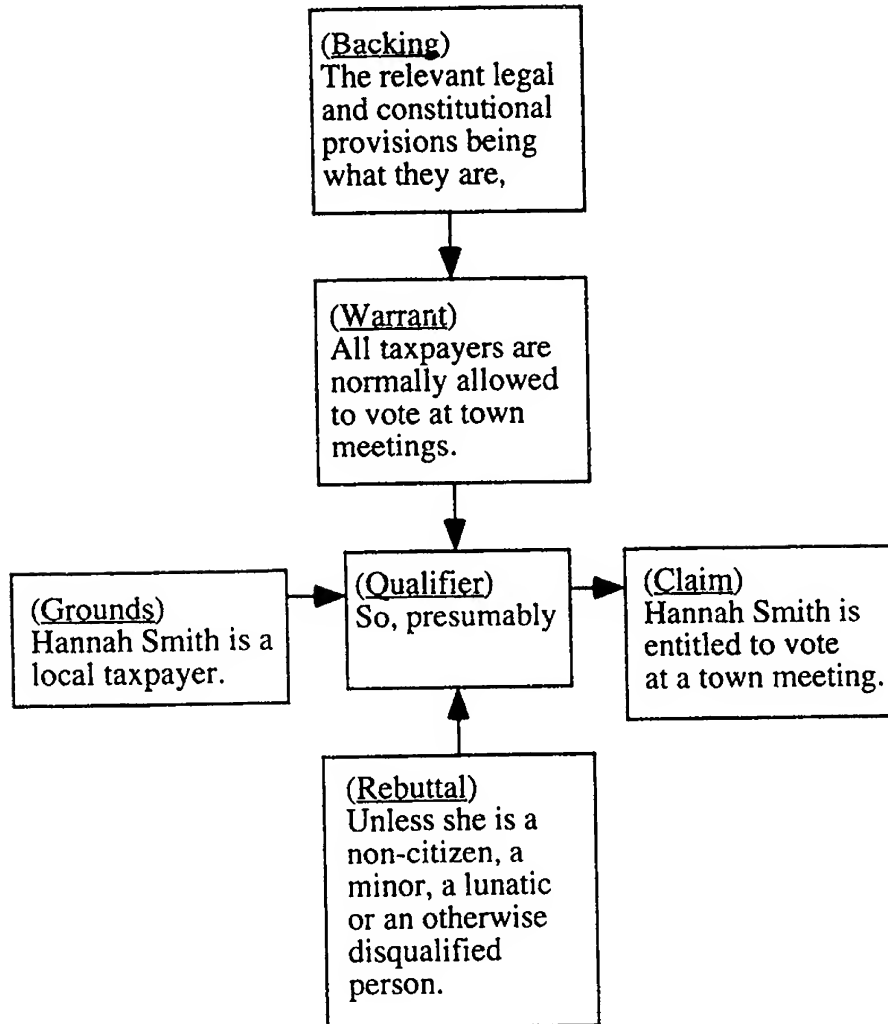 (Backing)
The relevant legal
and constitutional
provisions being
what they are,
(Warrant)
All taxpayers are
normally allowed
to vote at town
meetings.
(Grounds)
Hannah Smith is a
local taxpayer.
(Qualifier)
So, presumably
(Claim)
Hannah Smith is
entitled to vote
at a town meeting.
(Rebuttal)
Unless she is a
non-citizen, a
minor, a lunatic
or an otherwise
disqualified
person.